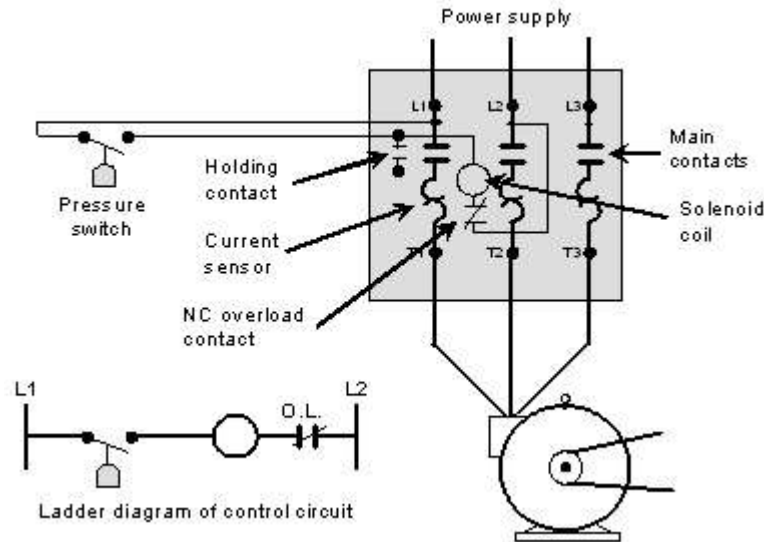 Power supply
L1
L2
L3
Main
contacts
Holding
contact
Pressure
switch
Solenoid
coil
Current
sensor
T1
T2
T3
NC overload
contact
L1
L2
O.L.
Ladder diagram of control circuit